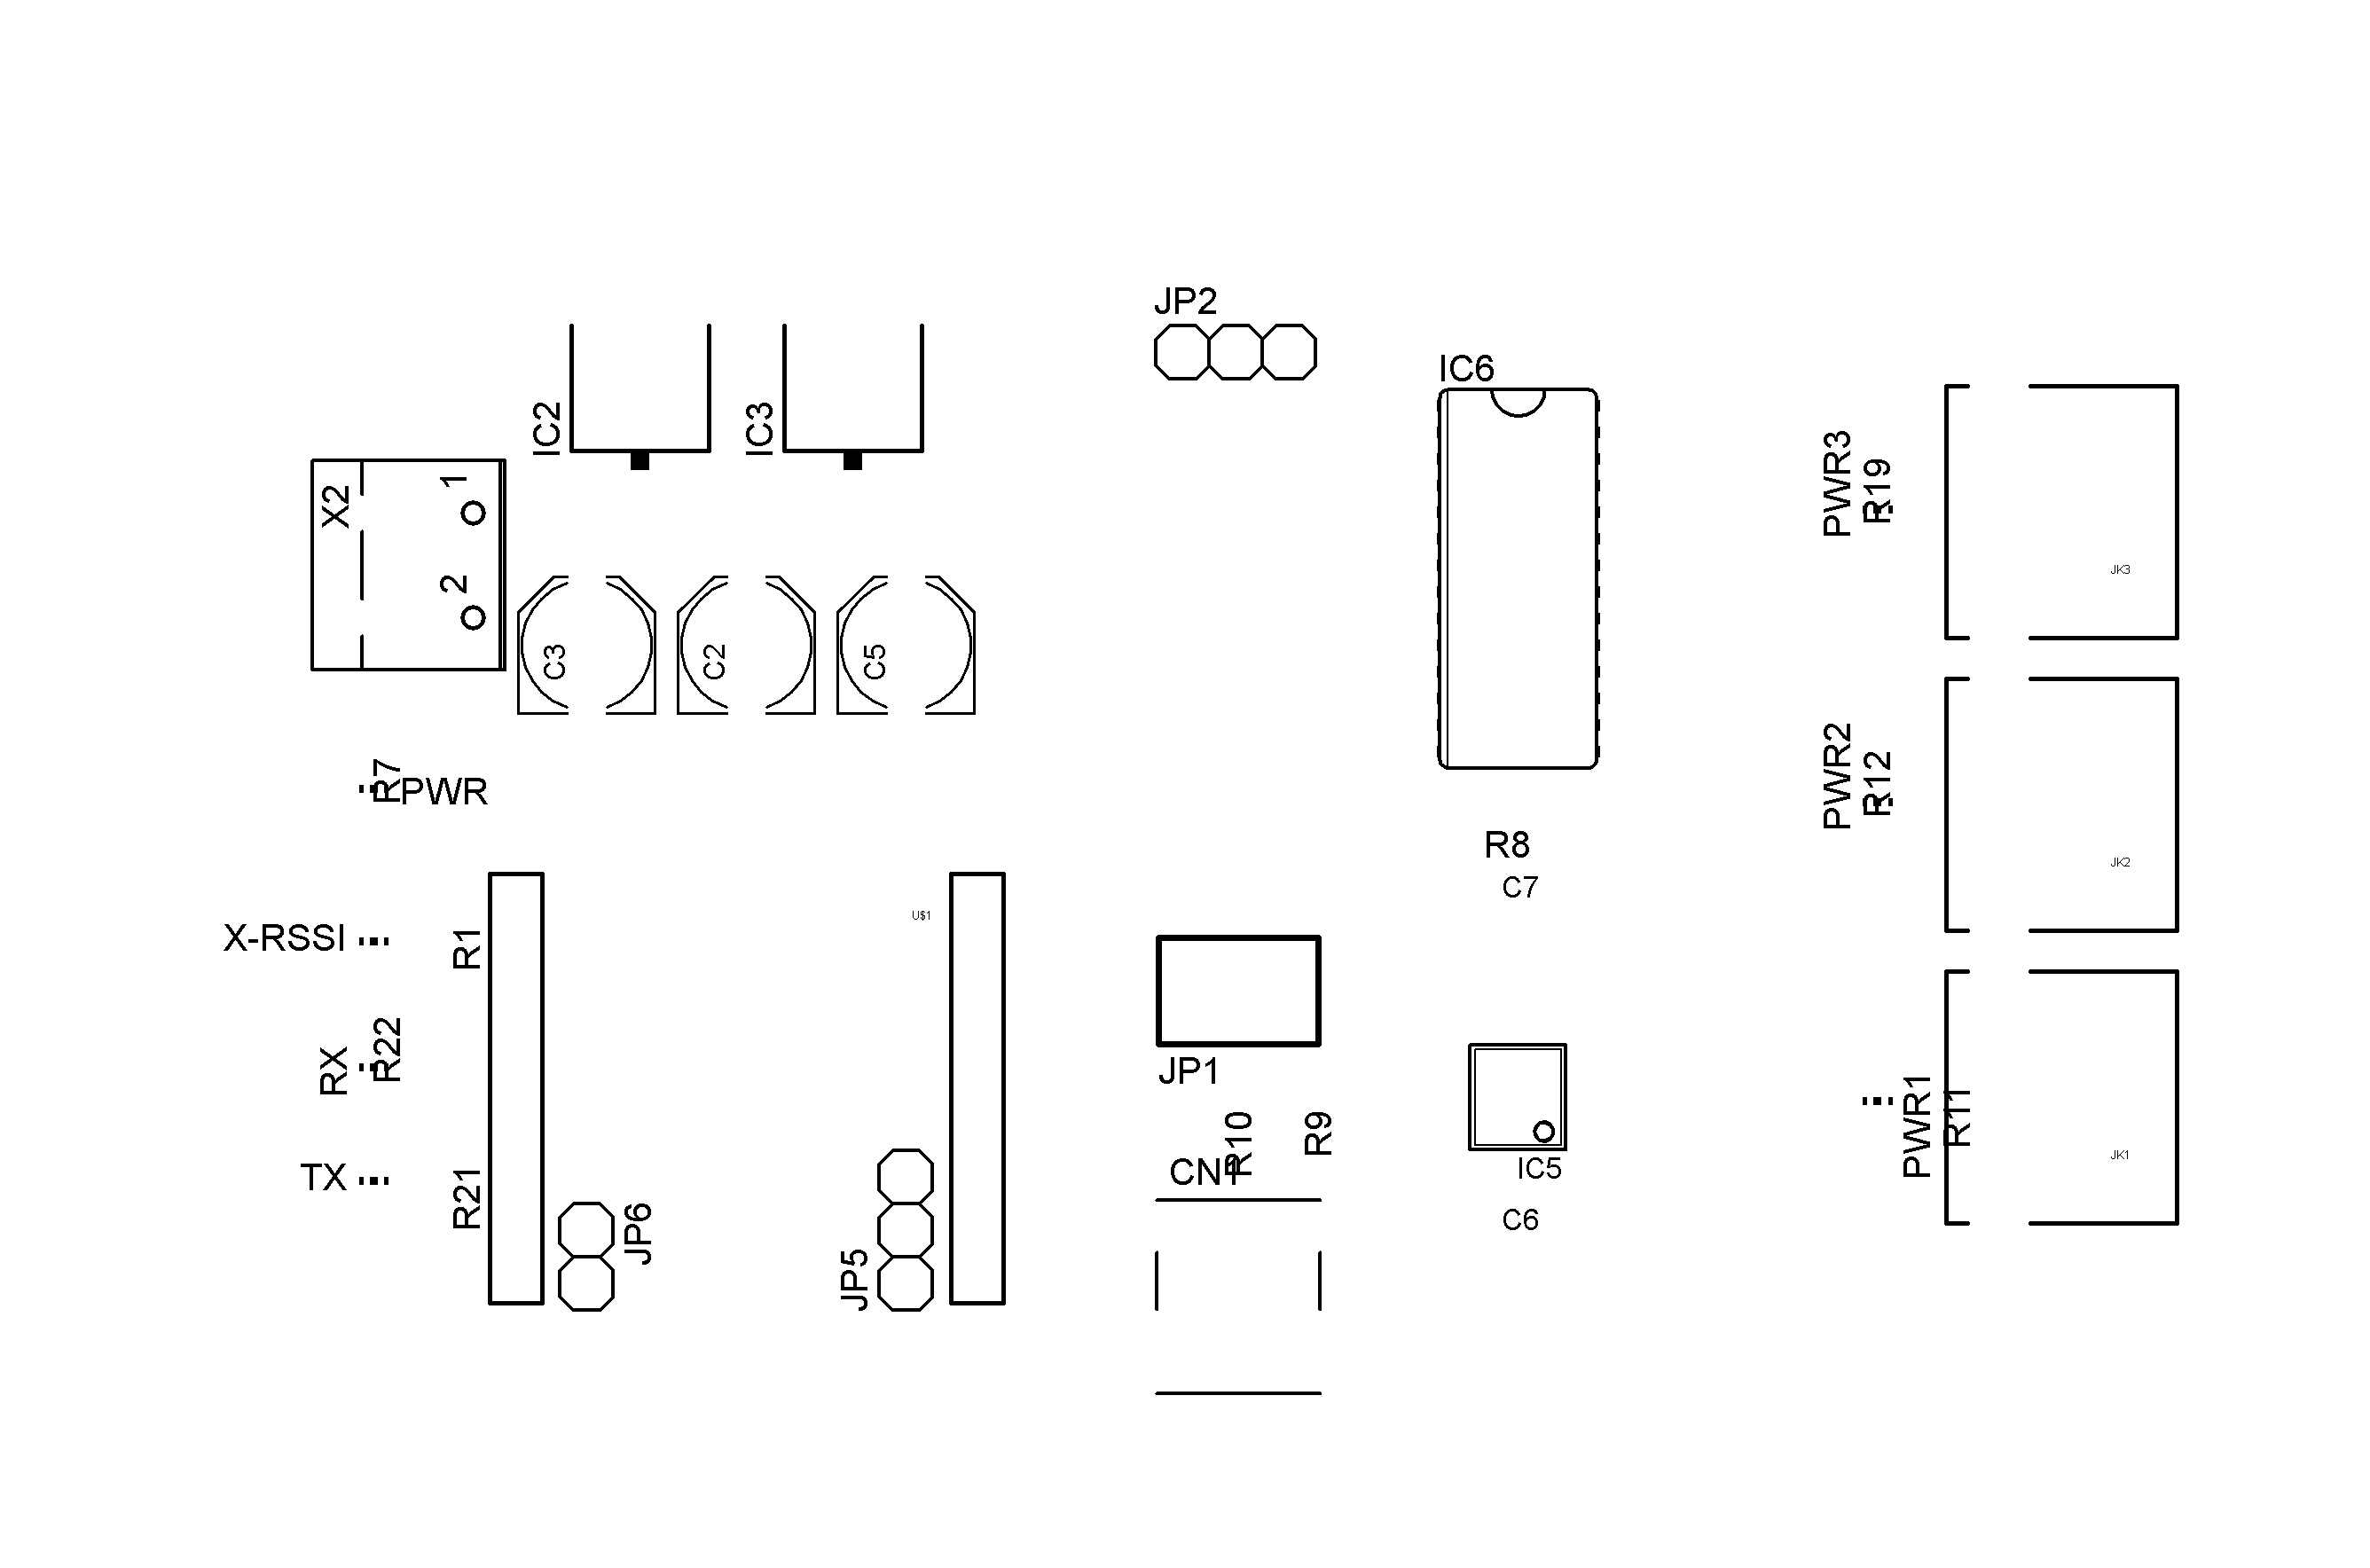 JP2
IC6
IC2
IC3
PWR3
R19
X2
1
2
JK3
C3
C2
C5
R7
PWR
PWR2
R12
R8
C7
JK2
U$1
X-RSSI
R1
RX
R22
JP1
R10
R9
PWR1
R11
JK1
CN1
IC5
TX
R21
JP6
JP5
C6